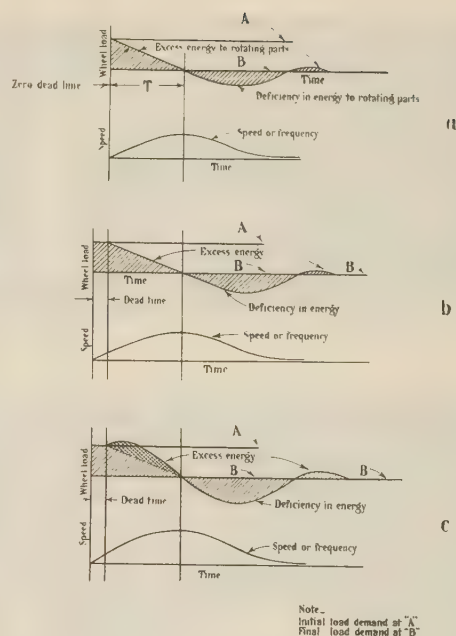 A
Wheel load
Excess energy to rotating parts
B
Time
Zero dead time
T
Deficiency in energy to rotating parts
a
Speed
Speed or frequency
Time
A
Wheel load
Excess energy
B
B
Time
Dead time
Deficiency in energy
b
Speed
Speed or frequency
Time
A
Wheel load
Excess energy
B
B
Dead time
Deficiency in energy
c
Speed
Speed or frequency
Time
Note_
Initial load demand at "A"
Final load demand at "B"